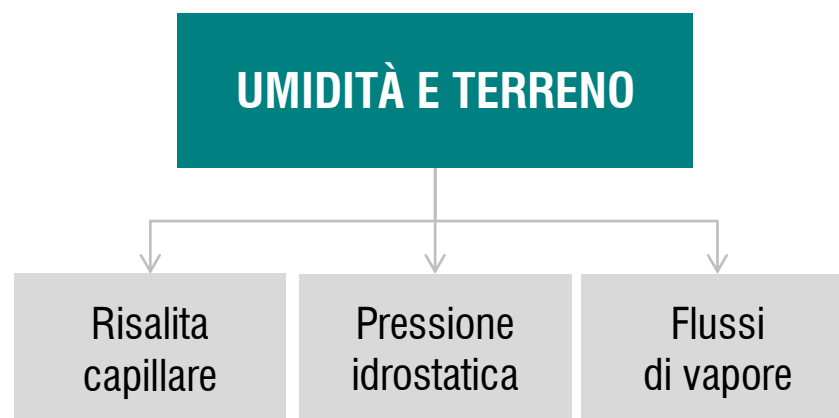 UMIDITÀ E TERRENO
Risalita
capillare
Pressione
idrostatica
Flussi
di vapore